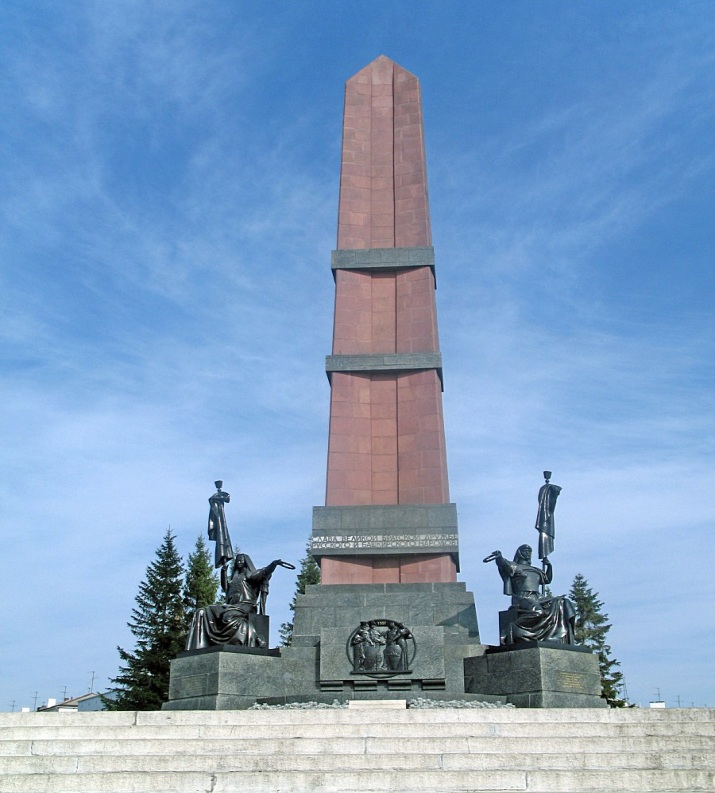 СЛАВА ВЕЛИКОЙ БРАТСКОЙ ДРУЖБЕ
РУССКОГО И БАШКИРСКОГО НАРОДОВ